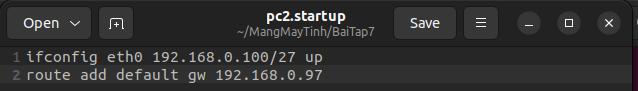 Open
pc2.startup
~/MangMayTinh/BaiTap7
Save
1 ifconfig eth0 192.168.0.100/27 up
2 route add default gw 192.168.0.97